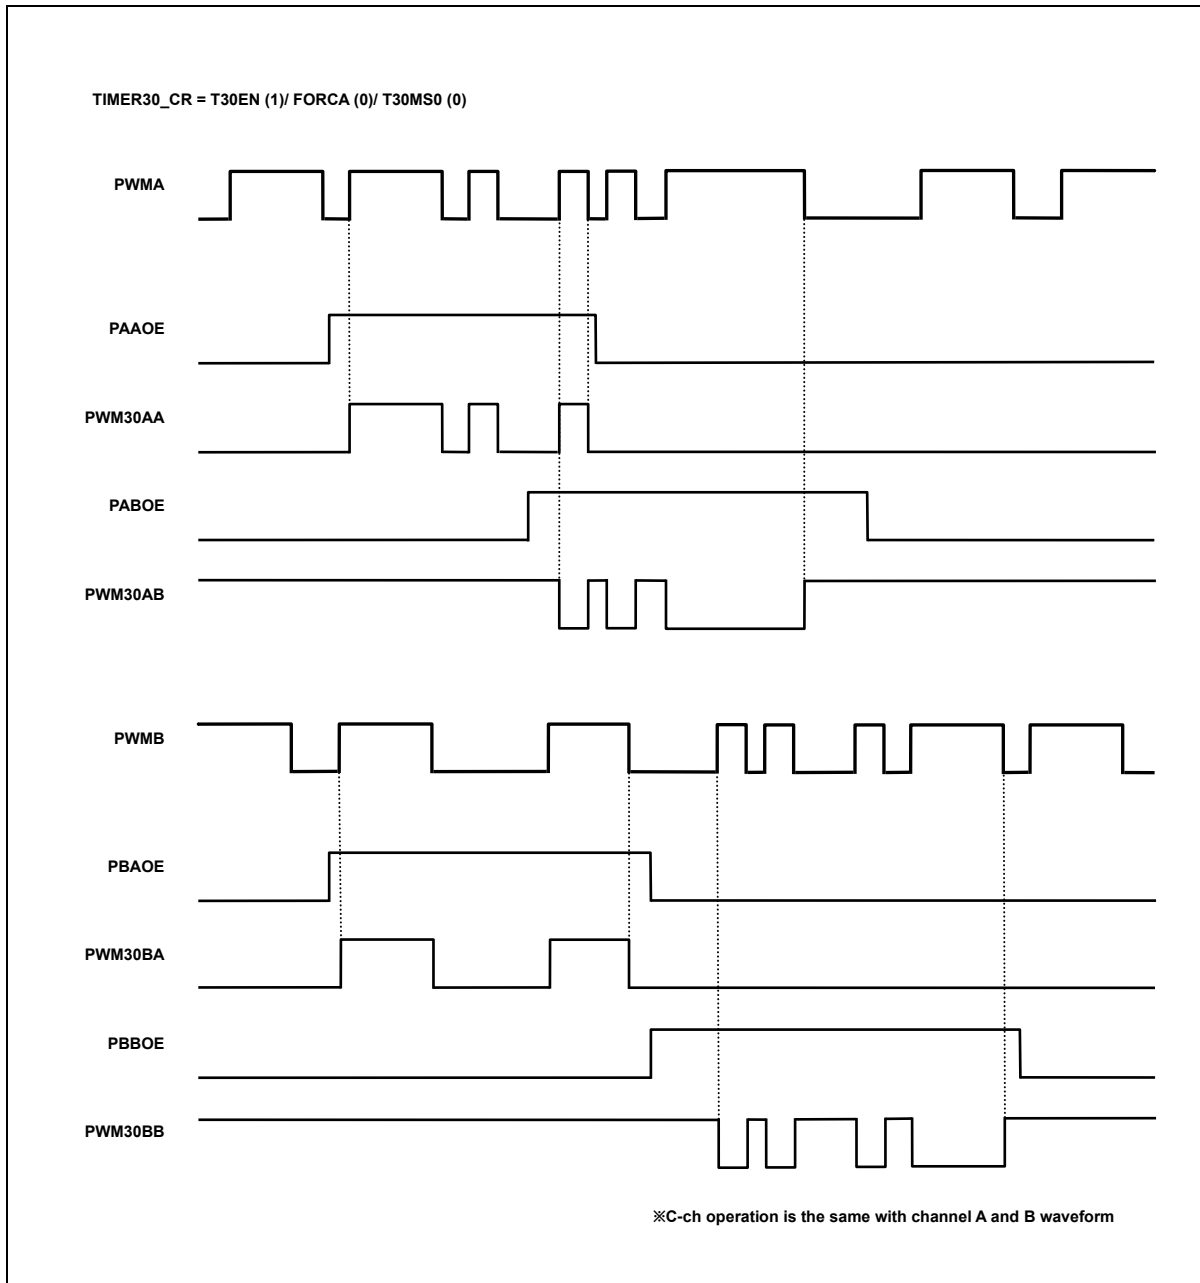 TIMER30_CR = T30EN (1)/ FORCA (0)/ T30MS0 (0)
PWMA
PAAOE
PWM30AA
PABOE
PWM30AB
PWMB
PBAOE
PWM30BA
PBBOE
PWM30BB
※C-ch operation is the same with channel A and B waveform